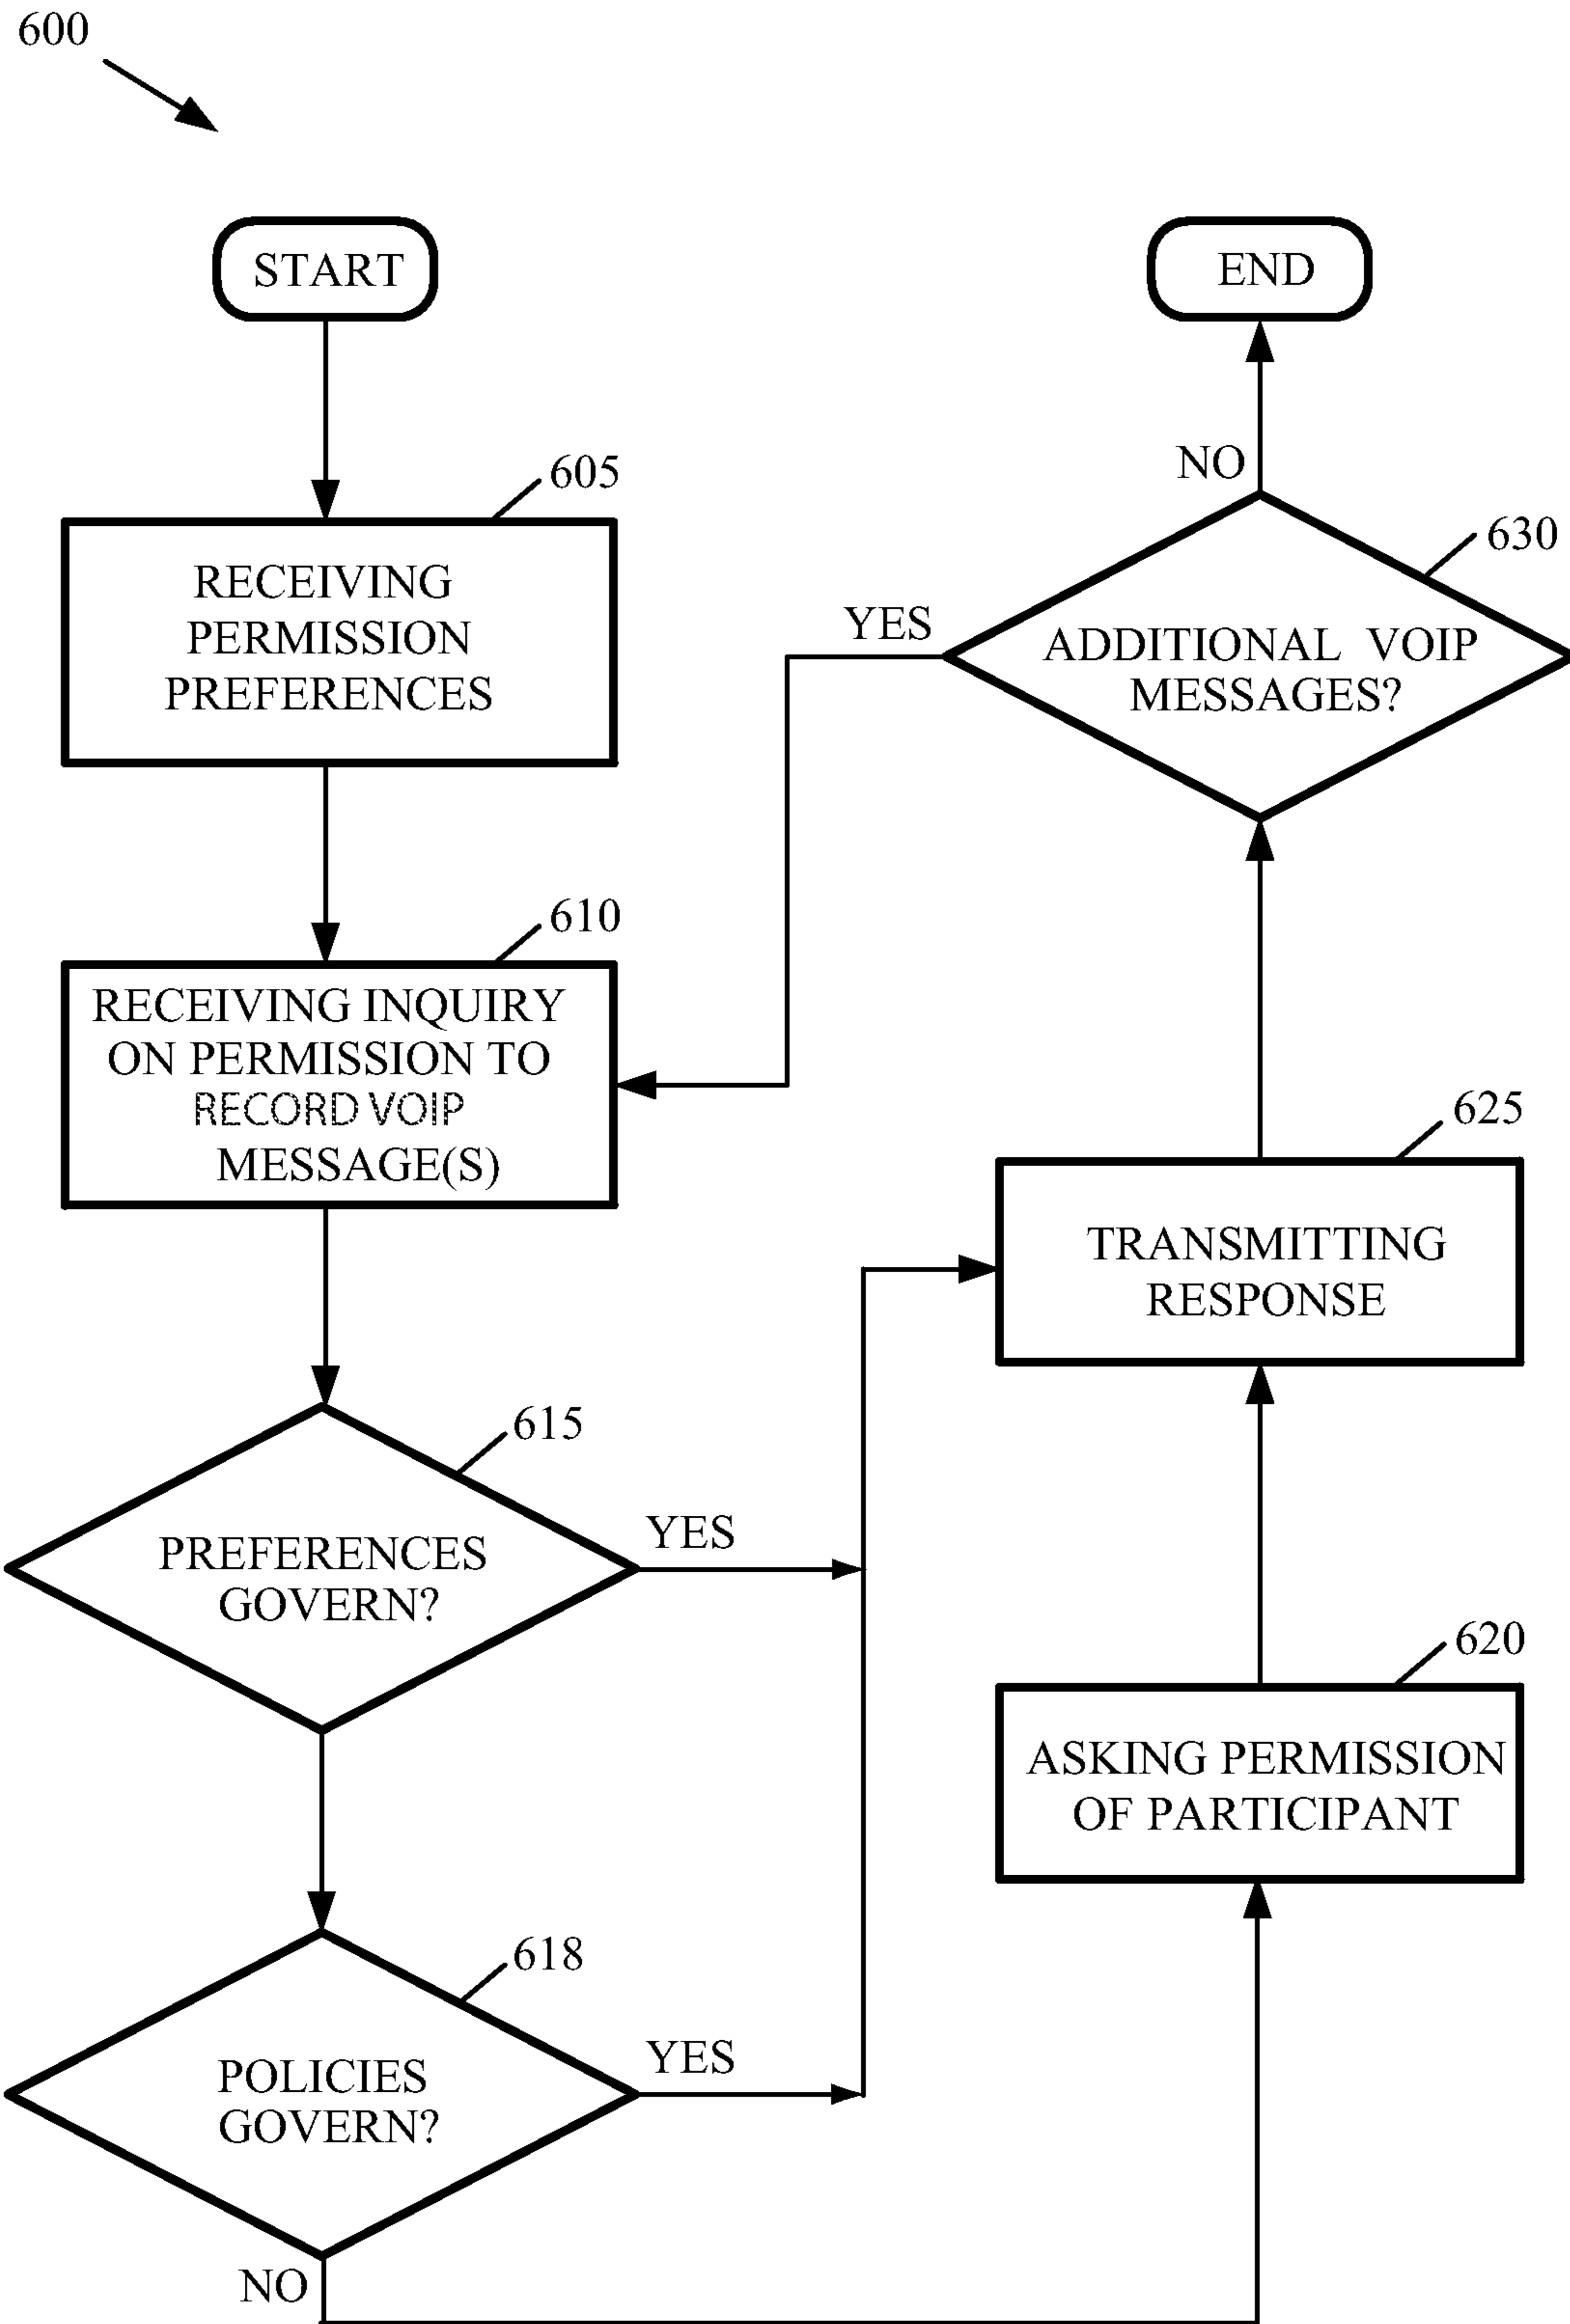 600
START
605
RECEIVING
PERMISSION
PREFERENCES
610
RECEIVING INQUIRY
ON PERMISSION TO
RECORD VOIP
MESSAGE(S)
615
PREFERENCES
GOVERN?
YES
618
POLICIES
GOVERN?
YES
NO
620
ASKING PERMISSION
OF PARTICIPANT
625
TRANSMITTING
RESPONSE
630
ADDITIONAL VOIP
MESSAGES?
YES
NO
END